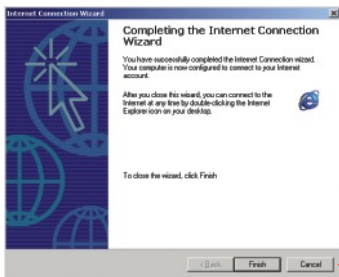 Internet Connection Wizard
Completing the Internet Connection
Wizard
You have successfully completed the Internet Connection wizard.
Your computer is now configured to connect to your Internet
account.
After you close this wizard, you can connect to the
Internet at any time by double-clicking the Internet
Explorer icon on your desktop.
To close the wizard, click Finish
< Back
Finish
Cancel